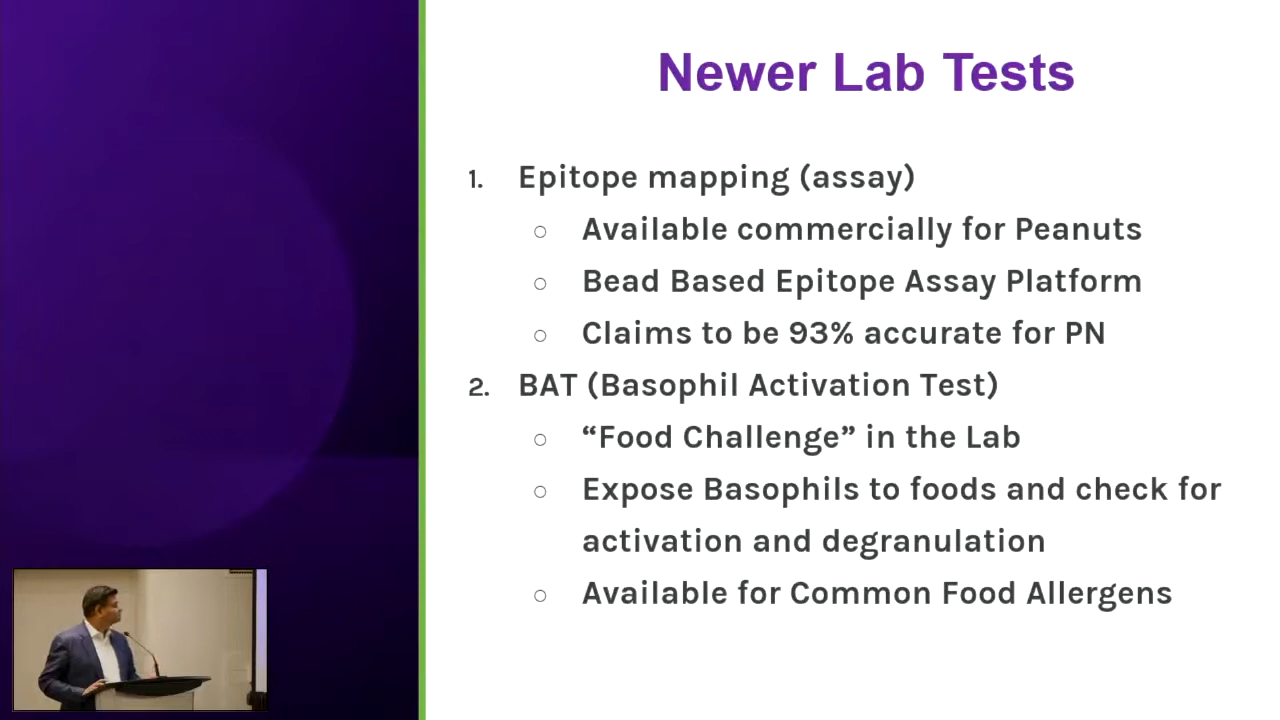 Newer Lab Tests
1. Epitope mapping (assay)
○ Available commercially for Peanuts
○ Bead Based Epitope Assay Platform
○ Claims to be 93% accurate for PN
2. BAT (Basophil Activation Test)
○ “Food Challenge” in the Lab
○ Expose Basophils to foods and check for
activation and degranulation
○ Available for Common Food Allergens